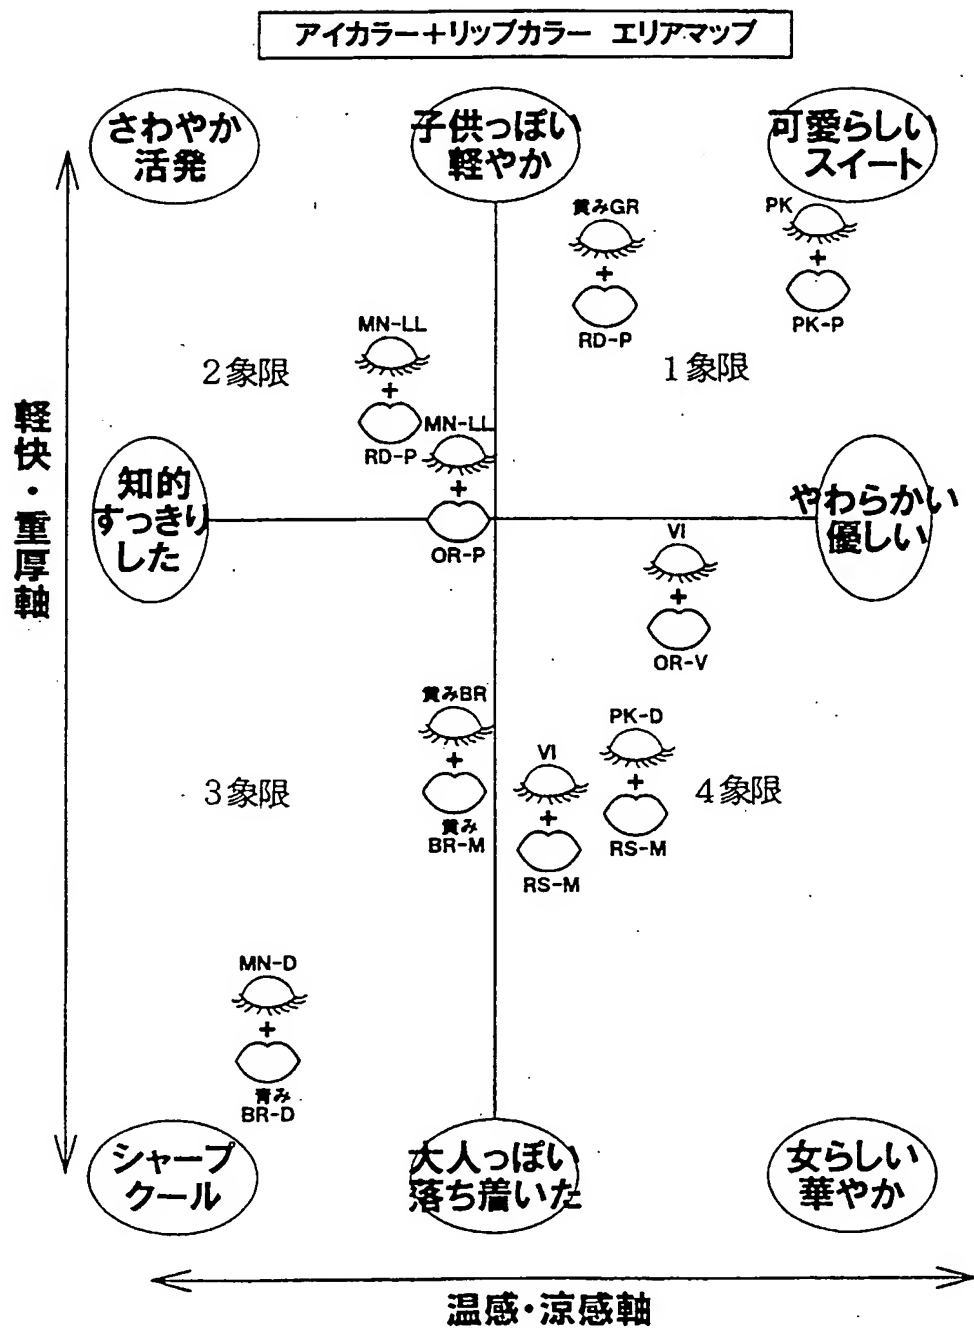 アイカラー＋リップカラー エリアマップ
さわやか
活発
子供っぽい
軽やか
可愛らしい
スイート
黄みGR
+
RD-P
PK
+
PK-P
MN-LL
+
RD-P
2象限
1象限
MN-LL
+
OR-P
軽快・重厚軸
知的
すっきり
した
やわらかい
優しい
VI
+
OR-V
黄みBR
+
黄み
BR-M
VI
+
RS-M
PK-D
+
RS-M
3象限
4象限
MN-D
+
青み
BR-D
シャープ
クール
大人っぽい
落ち着いた
女らしい
華やか
温感・涼感軸